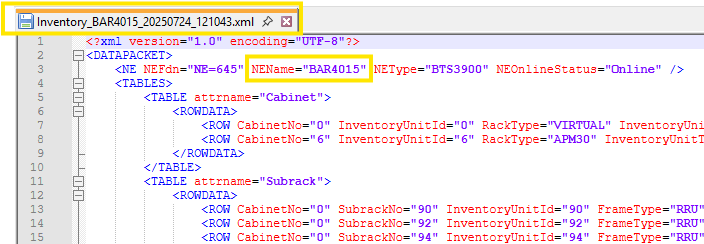 Inventory_BAR4015_20250724_121043.xml
1 <?xml version="1.0" encoding="UTF-8"?>
2 <DATAPACKET>
3 <NE NEFdn="NE=645" NEName="BAR4015" NEType="BTS3900" NEOnlineStatus="Online" />
4 <TABLES>
5 <TABLE attrname="Cabinet">
6 <ROWDATA>
7 <ROW CabinetNo="0" InventoryUnitId="0" RackType="VIRTUAL" InventoryUni
8 <ROW CabinetNo="6" InventoryUnitId="6" RackType="APM30" InventoryUnitT
9 </ROWDATA>
10 </TABLE>
11 <TABLE attrname="Subrack">
12 <ROWDATA>
13 <ROW CabinetNo="0" SubrackNo="90" InventoryUnitId="90" FrameType="RRU"
14 <ROW CabinetNo="0" SubrackNo="92" InventoryUnitId="92" FrameType="RRU"
15 <ROW CabinetNo="0" SubrackNo="94" InventoryUnitId="94" FrameType="RRU"